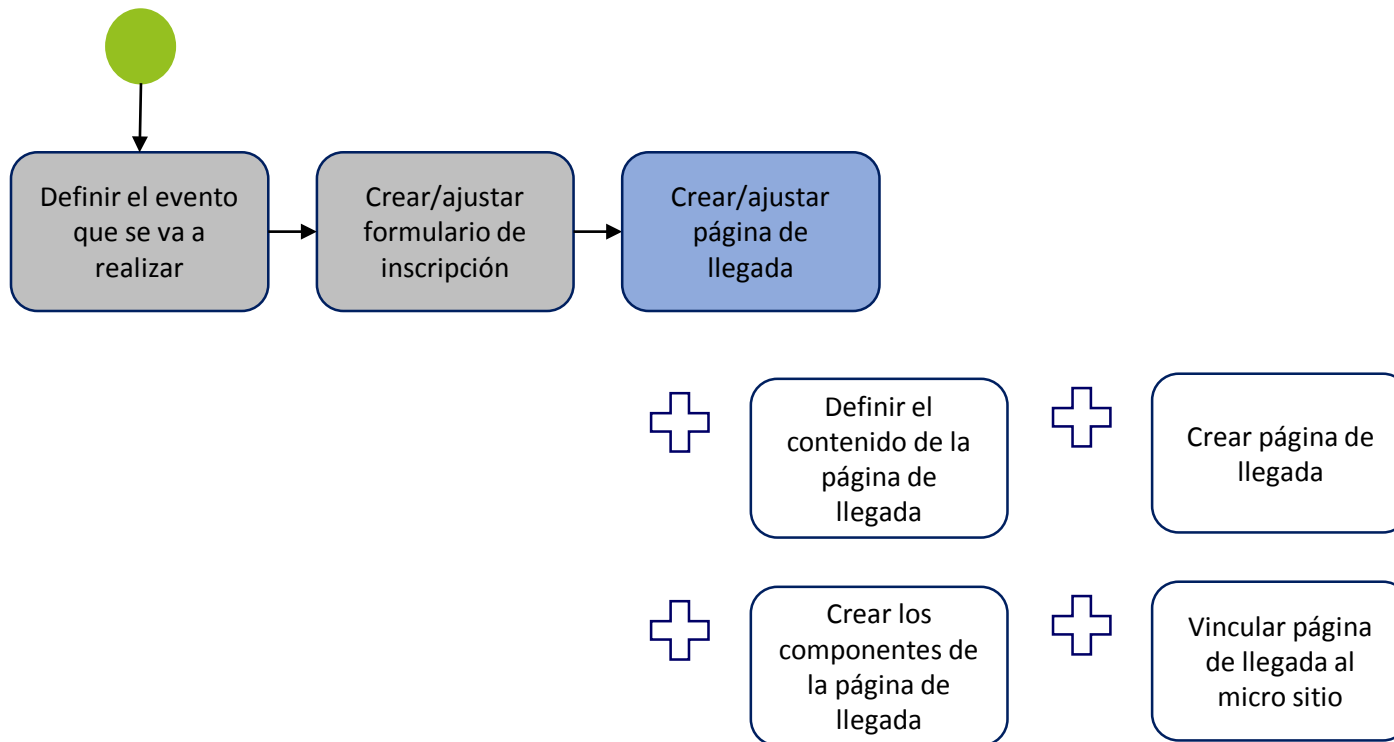 Definir el evento
que se va a
realizar
Crear/ajustar
formulario de
inscripción
Crear/ajustar
página de
llegada
Definir el
contenido de la
página de
llegada
Crear página de
llegada
Crear los
componentes de
la página de
llegada
Vincular página
de llegada al
micro sitio